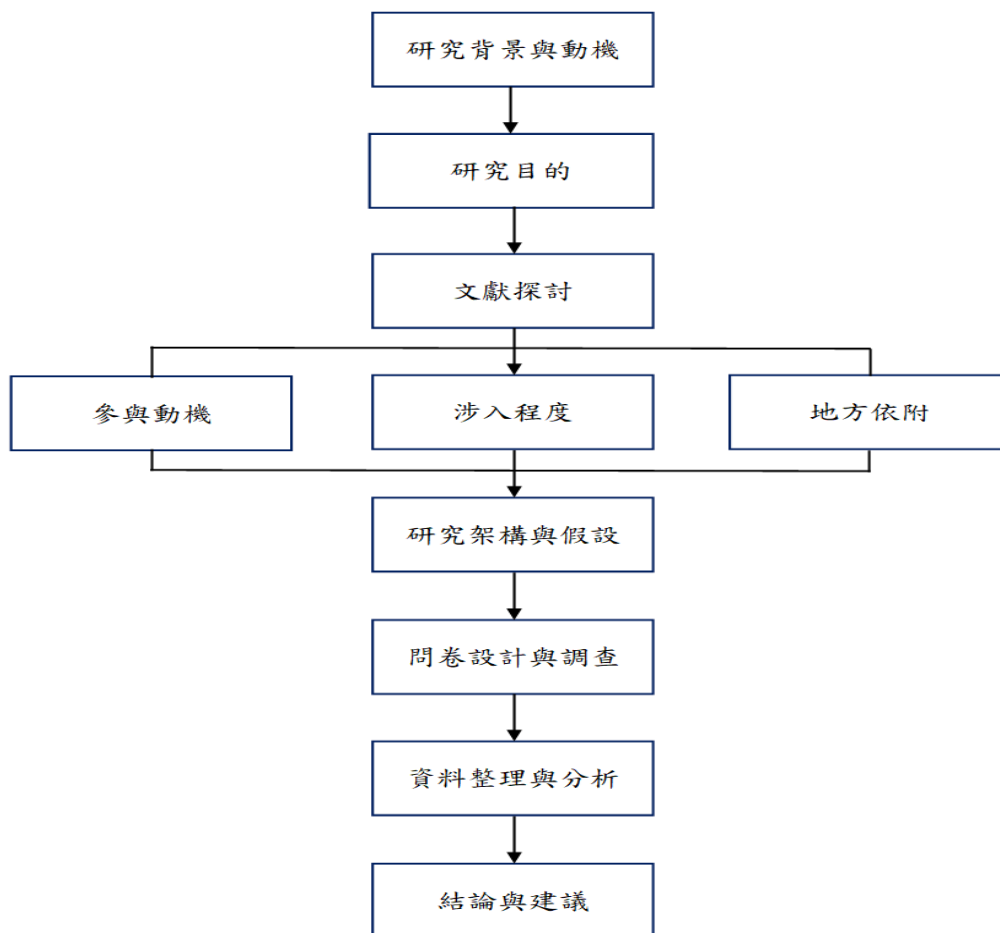 研究背景與動機
研究目的
文獻探討
參與動機
涉入程度
地方依附
研究架構與假設
問卷設計與調查
資料整理與分析
結論與建議